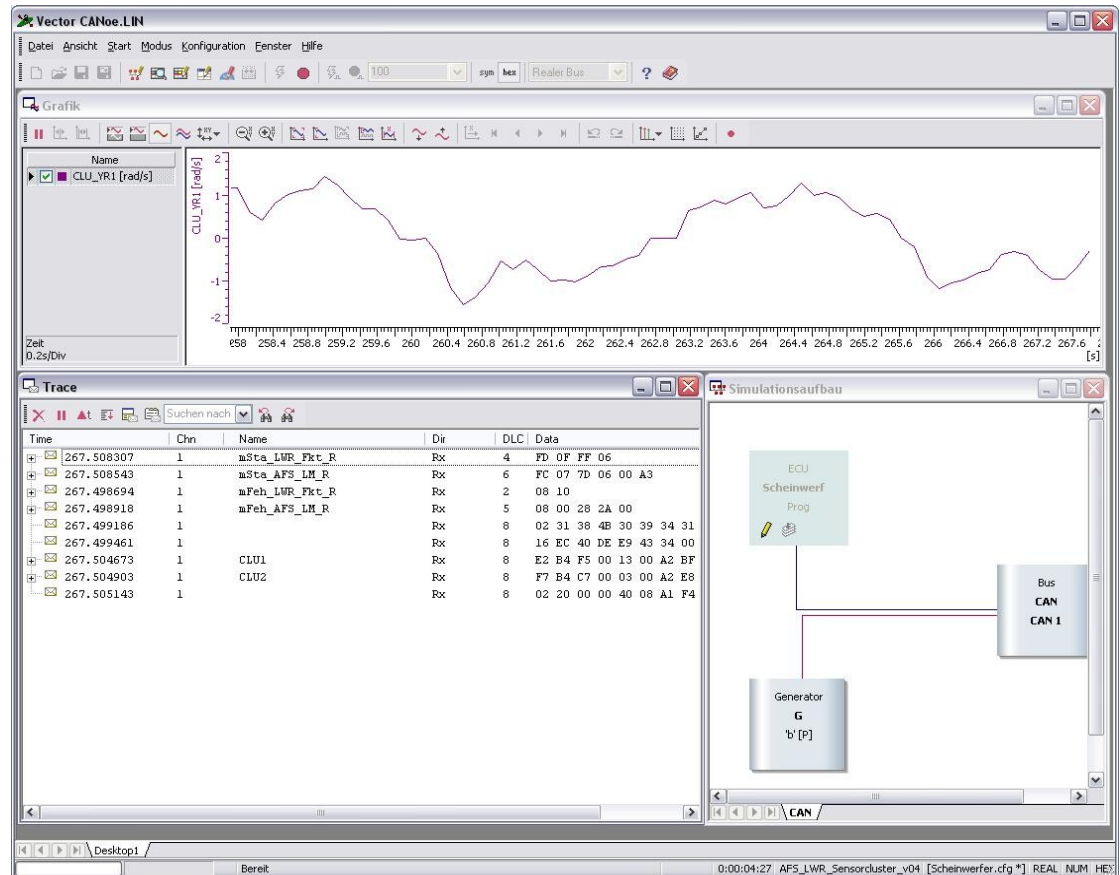 Vector CANoe.LIN
Datei Ansicht Start Modus Konfiguration Fenster Hilfe
100 sym hex Realer Bus
Grafik
Name
CLU_YR1 [rad/s]
Zeit
0.2s/Div
CLU_YR1 [rad/s]
2
1
0
-1
-2
258 258.4 258.8 259.2 259.6 260 260.4 260.8 261.2 261.6 262 262.4 262.8 263.2 263.6 264 264.4 264.8 265.2 265.6 266 266.4 266.8 267.2 267.6
[s]
Trace
Suchen nach
Time Chn Name Dir DLC Data
267.508307 1 mSta_LWR_Fkt_R Rx 4 FD 0F FF 06
267.508543 1 mSta_AFS_LM_R Rx 6 FC 07 7D 06 00 A3
267.498694 1 mFeh_LWR_Fkt_R Rx 2 08 10
267.498918 1 mFeh_AFS_LM_R Rx 5 08 00 28 2A 00
267.499186 1 Rx 8 02 31 38 4B 30 39 34 31
267.499461 1 Rx 8 16 EC 40 DE E9 43 34 00
267.504673 1 CLU1 Rx 8 E2 B4 F5 00 13 00 A2 BF
267.504903 1 CLU2 Rx 8 F7 B4 C7 00 03 00 A2 E8
267.505143 1 Rx 8 02 20 00 00 40 08 A1 F4
Simulationsaufbau
ECU
Scheinwerf
Prog
Bus
CAN
CAN 1
Generator
G
'b' [P]
CAN
Desktop1
Bereit 0:00:04:27 AFS_LWR_Sensorcluster_v04 [Scheinwerfer.cfg *] REAL NUM HEX